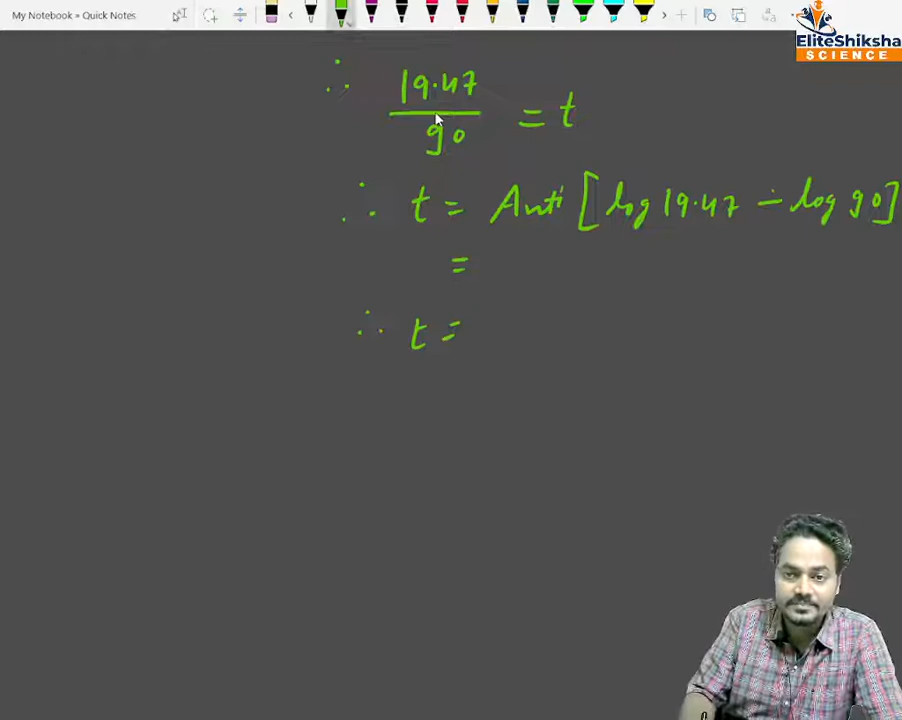 My Notebook » Quick Notes
EliteShiksha
SCIENCE
∴ 19.47/90 = t
∴ t = Anti [log 19.47 - log 90]
=
∴ t =